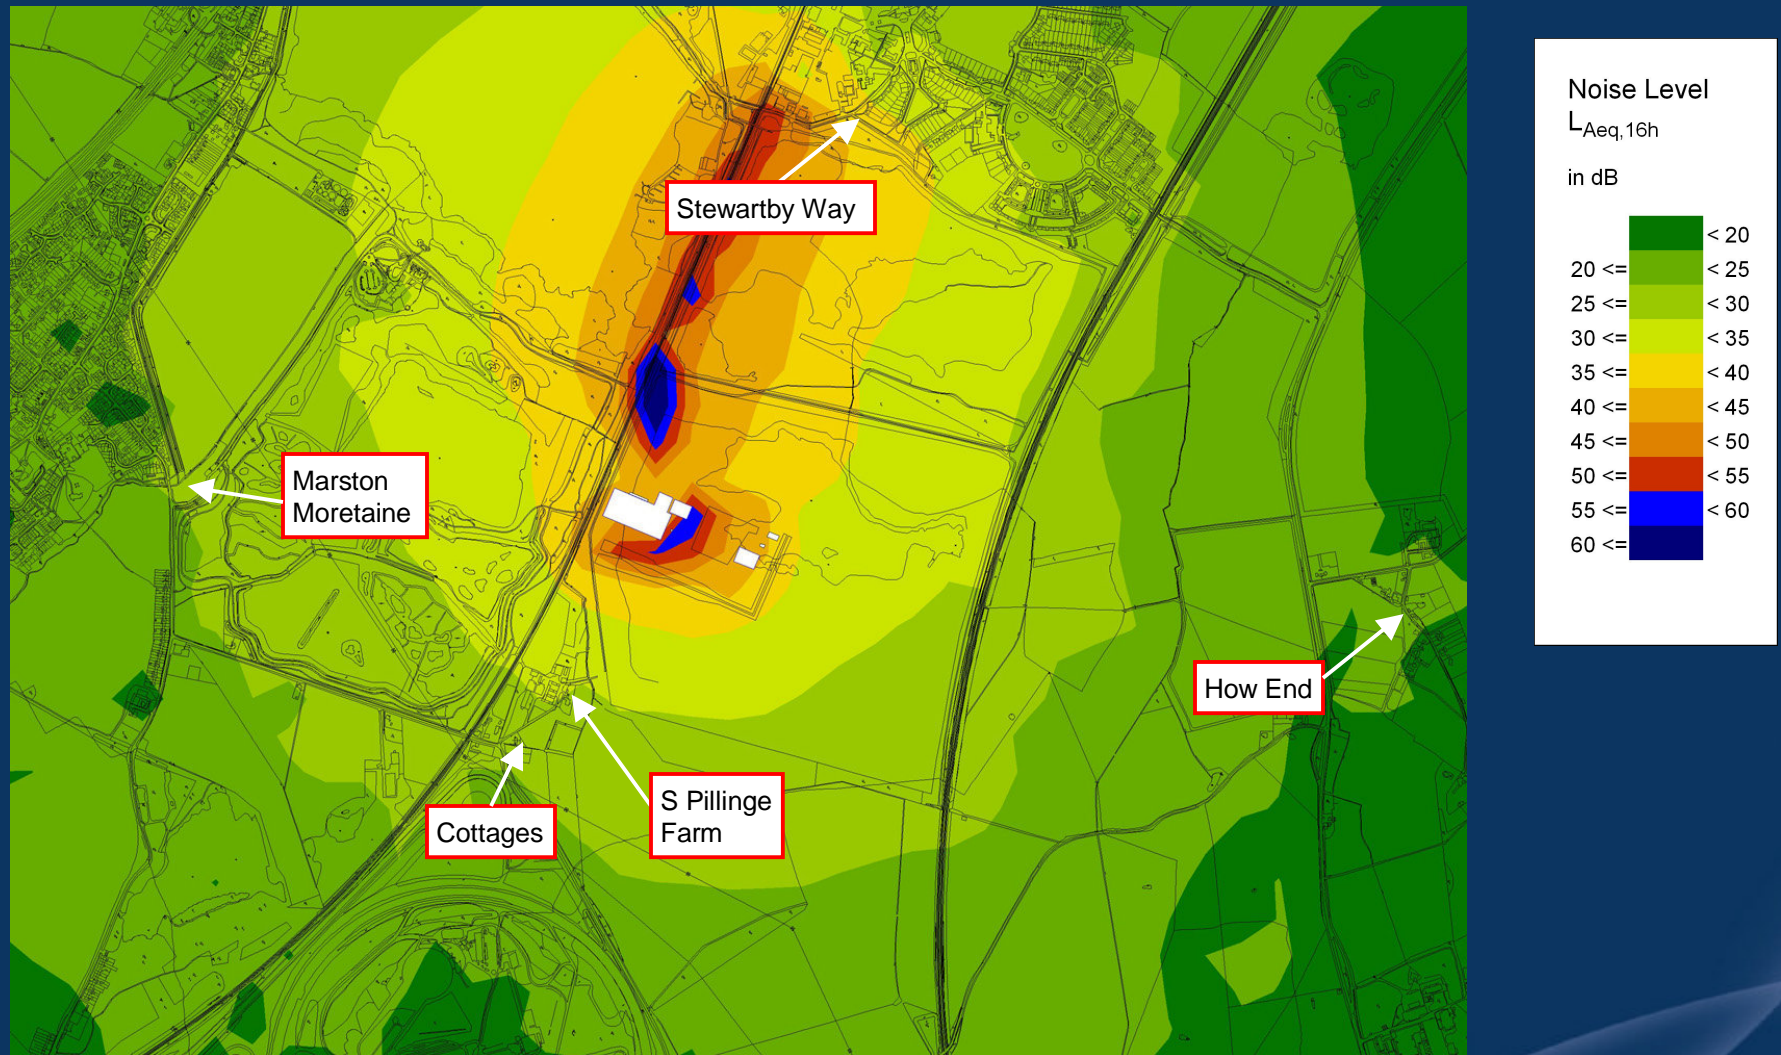 Stewartby Way
Marston
Moretaine
How End
S Pillinge
Farm
Cottages
Noise Level
LAeq,16h
in dB
< 20
20 <= < 25
25 <= < 30
30 <= < 35
35 <= < 40
40 <= < 45
45 <= < 50
50 <= < 55
55 <= < 60
60 <=